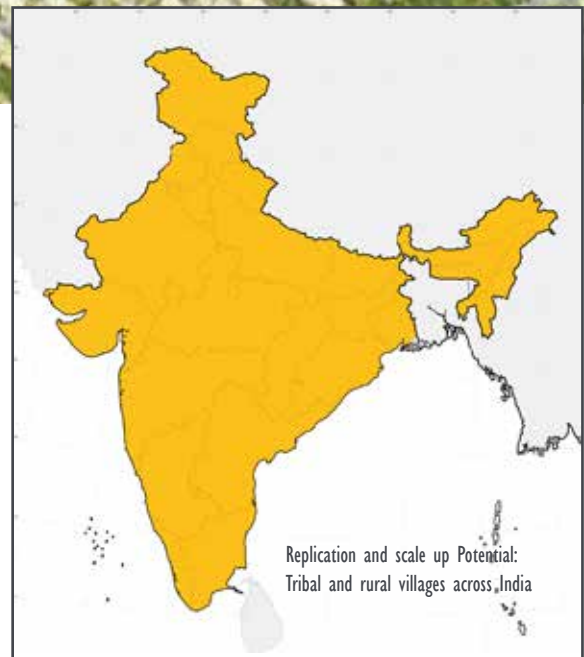 Replication and scale up Potential:
Tribal and rural villages across India